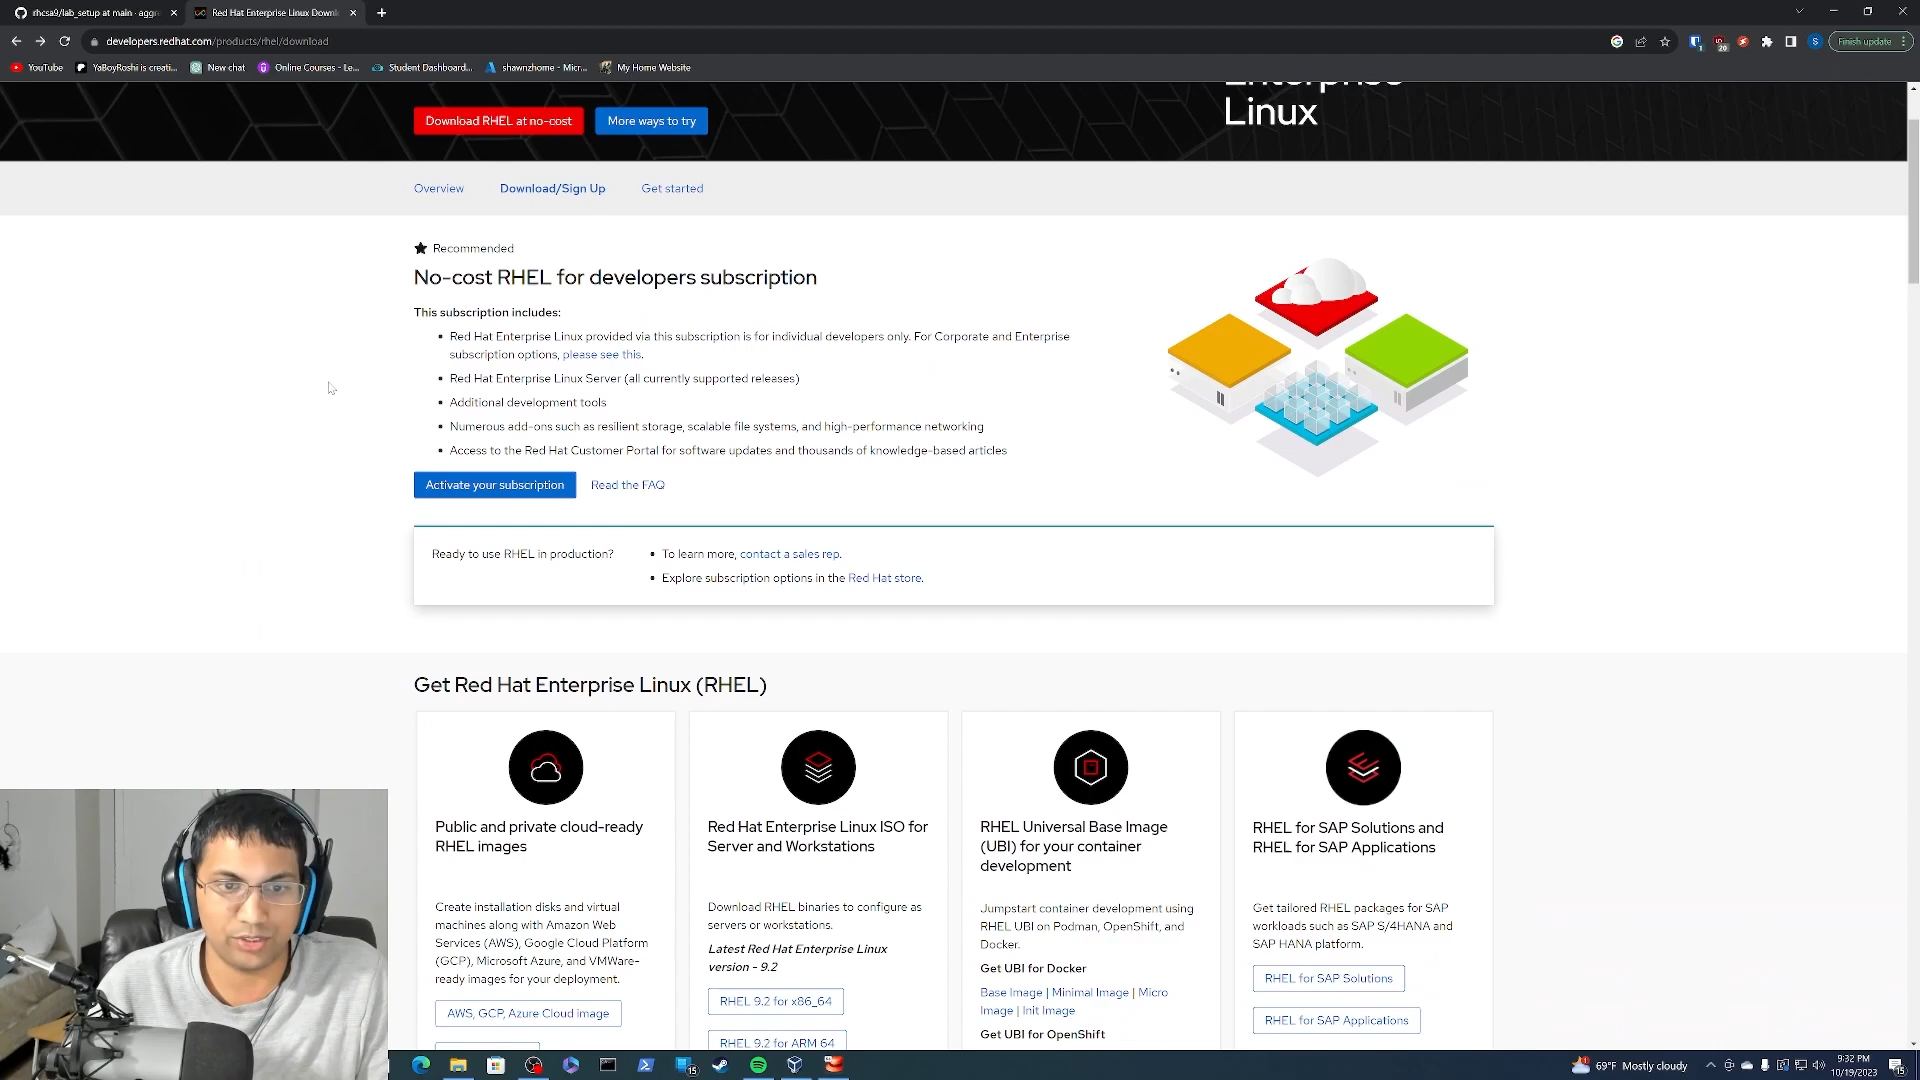 rhcsa9/lab_setup at main · aggre
Red Hat Enterprise Linux Downl
developers.redhat.com/products/rhel/download
Finish update
YouTube
YaBoyRoshi is creati...
New chat
Online Courses - Le...
Student Dashboard...
shawnzhome - Micr...
My Home Website
Enterprise
Linux
Download RHEL at no-cost
More ways to try
Overview
Download/Sign Up
Get started
Recommended
No-cost RHEL for developers subscription
This subscription includes:
Red Hat Enterprise Linux provided via this subscription is for individual developers only. For Corporate and Enterprise
subscription options, please see this.
Red Hat Enterprise Linux Server (all currently supported releases)
Additional development tools
Numerous add-ons such as resilient storage, scalable file systems, and high-performance networking
Access to the Red Hat Customer Portal for software updates and thousands of knowledge-based articles
Activate your subscription
Read the FAQ
Ready to use RHEL in production?
To learn more, contact a sales rep.
Explore subscription options in the Red Hat store.
Get Red Hat Enterprise Linux (RHEL)
Public and private cloud-ready
RHEL images
Create installation disks and virtual
machines along with Amazon Web
Services (AWS), Google Cloud Platform
(GCP), Microsoft Azure, and VMWare-
ready images for your deployment.
AWS, GCP, Azure Cloud image
Red Hat Enterprise Linux ISO for
Server and Workstations
Download RHEL binaries to configure as
servers or workstations.
Latest Red Hat Enterprise Linux
version - 9.2
RHEL 9.2 for x86_64
RHEL 9.2 for ARM 64
RHEL Universal Base Image
(UBI) for your container
development
Jumpstart container development using
RHEL UBI on Podman, OpenShift, and
Docker.
Get UBI for Docker
Base Image | Minimal Image | Micro
Image | Init Image
Get UBI for OpenShift
RHEL for SAP Solutions and
RHEL for SAP Applications
Get tailored RHEL packages for SAP
workloads such as SAP S/4HANA and
SAP HANA platform.
RHEL for SAP Solutions
RHEL for SAP Applications
69°F Mostly cloudy
9:32 PM
10/19/2023